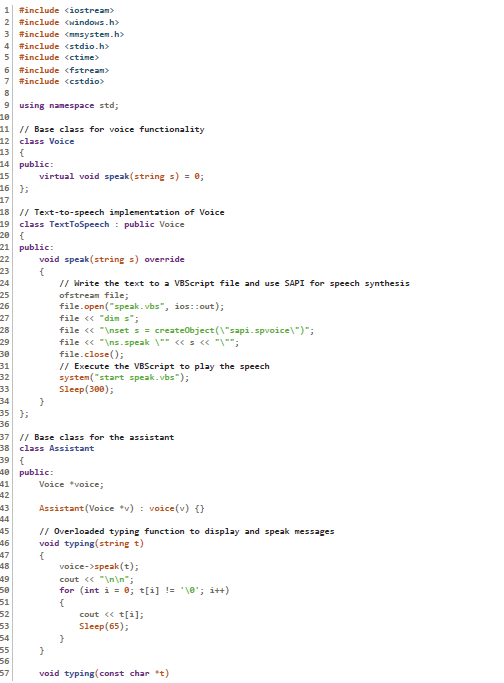 1 #include <iostream>
2 #include <windows.h>
3 #include <mmsystem.h>
4 #include <stdio.h>
5 #include <ctime>
6 #include <fstream>
7 #include <cstdio>
8
9 using namespace std;
10
11 // Base class for voice functionality
12 class Voice
13 {
14 public:
15     virtual void speak(string s) = 0;
16 };
17
18 // Text-to-speech implementation of Voice
19 class TextToSpeech : public Voice
20 {
21 public:
22     void speak(string s) override
23     {
24         // Write the text to a VBScript file and use SAPI for speech synthesis
25         ofstream file;
26         file.open("speak.vbs", ios::out);
27         file << "dim s";
28         file << "\nset s = createObject(\"sapi.spvoice\")";
29         file << "\ns.speak \"" << s << "\"";
30         file.close();
31         // Execute the VBScript to play the speech
32         system("start speak.vbs");
33         Sleep(300);
34     }
35 };
36
37 // Base class for the assistant
38 class Assistant
39 {
40 public:
41     Voice *voice;
42
43     Assistant(Voice *v) : voice(v) {}
44
45     // Overloaded typing function to display and speak messages
46     void typing(string t)
47     {
48         voice->speak(t);
49         cout << "\n\n";
50         for (int i = 0; t[i] != '\0'; i++)
51         {
52             cout << t[i];
53             Sleep(65);
54         }
55     }
56
57     void typing(const char *t)